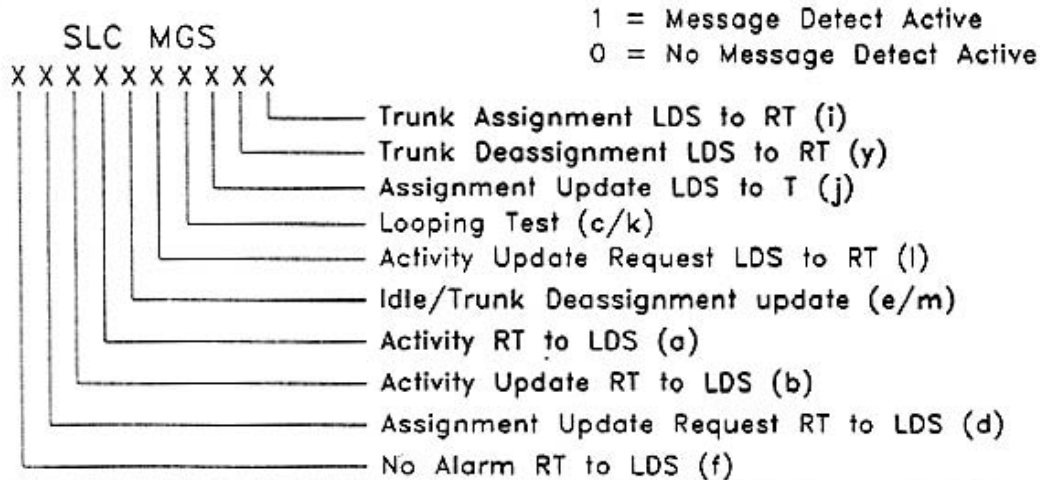 1 = Message Detect Active
SLC MGS
0 = No Message Detect Active
X X X X X X X X X X
Trunk Assignment LDS to RT (i)
Trunk Deassignment LDS to RT (y)
Assignment Update LDS to T (j)
Looping Test (c/k)
Activity Update Request LDS to RT (l)
Idle/Trunk Deassignment update (e/m)
Activity RT to LDS (a)
Activity Update RT to LDS (b)
Assignment Update Request RT to LDS (d)
No Alarm RT to LDS (f)